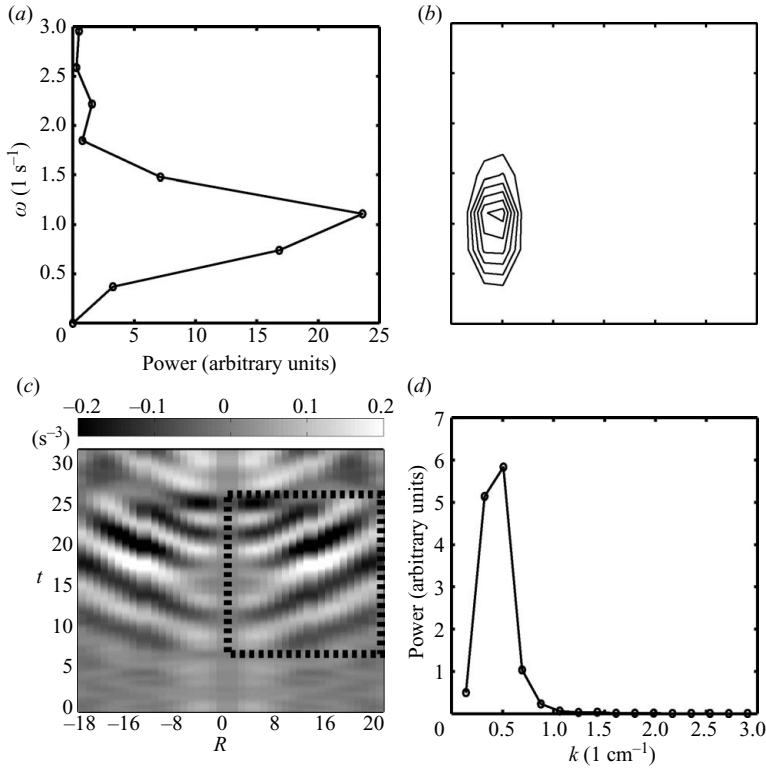 (a)
3.0
2.5
2.0
1.5
1.0
0.5
0
ω (1 s–1)
0 5 10 15 20 25
Power (arbitrary units)
(b)
(c)
–0.2 –0.1 0 0.1 0.2
(s–3)
30
25
20
15
10
5
0
t
–18 –16 –8 0 8 16 20
R
(d)
7
6
5
4
3
2
1
0
Power (arbitrary units)
0.5 1.0 1.5 2.0 2.5 3.0
k (1 cm–1)